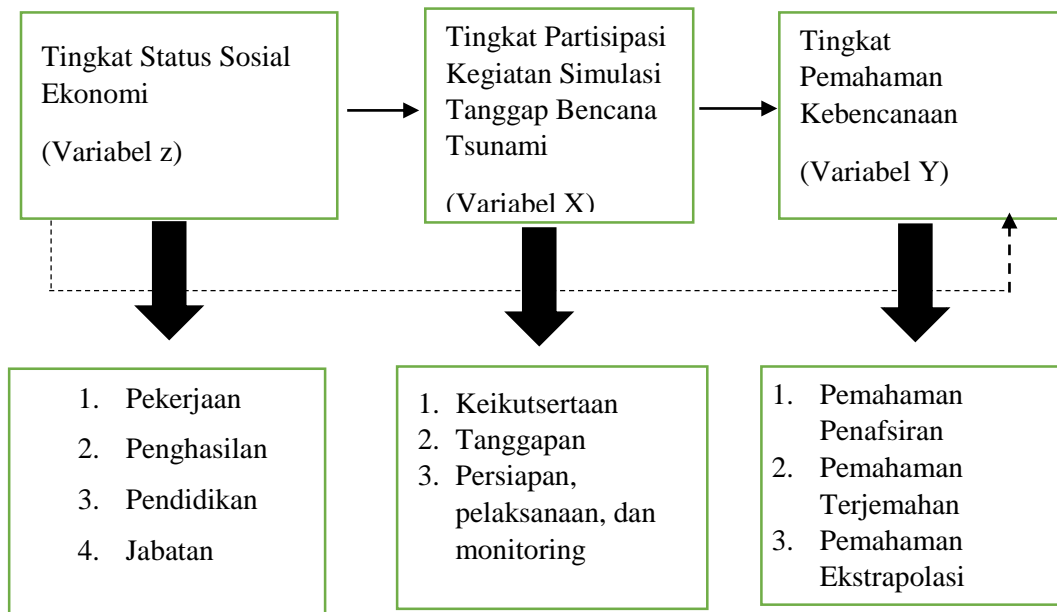 Tingkat Status Sosial
Ekonomi
(Variabel z)
Tingkat Partisipasi
Kegiatan Simulasi
Tanggap Bencana
Tsunami
(Variabel X)
Tingkat
Pemahaman
Kebencanaan
(Variabel Y)
1. Pekerjaan
2. Penghasilan
3. Pendidikan
4. Jabatan
1. Keikutsertaan
2. Tanggapan
3. Persiapan,
pelaksanaan, dan
monitoring
1. Pemahaman
Penafsiran
2. Pemahaman
Terjemahan
3. Pemahaman
Ekstrapolasi